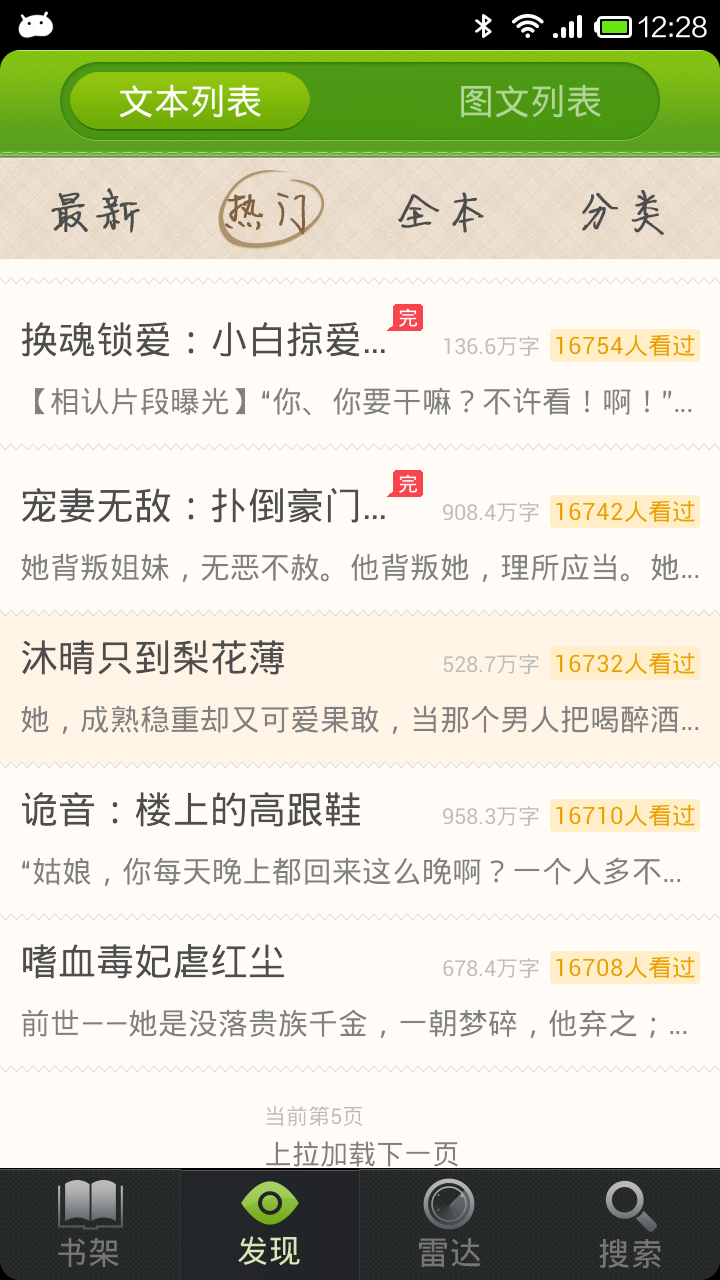 12:28
文本列表 图文列表
最新 热门 全本 分类
换魂锁爱：小白掠爱... 完 136.6万字 16754人看过
【相认片段曝光】“你、你要干嘛？不许看！啊！”...
宠妻无敌：扑倒豪门... 完 908.4万字 16742人看过
她背叛姐妹，无恶不赦。他背叛她，理所应当。她...
沐晴只到梨花薄 528.7万字 16732人看过
她，成熟稳重却又可爱果敢，当那个男人把喝醉酒...
诡音：楼上的高跟鞋 958.3万字 16710人看过
“姑娘，你每天晚上都回来这么晚啊？一个人多不...
嗜血毒妃虐红尘 678.4万字 16708人看过
前世——她是没落贵族千金，一朝梦碎，他弃之；...
当前第5页
上拉加载下一页
书架 发现 雷达 搜索